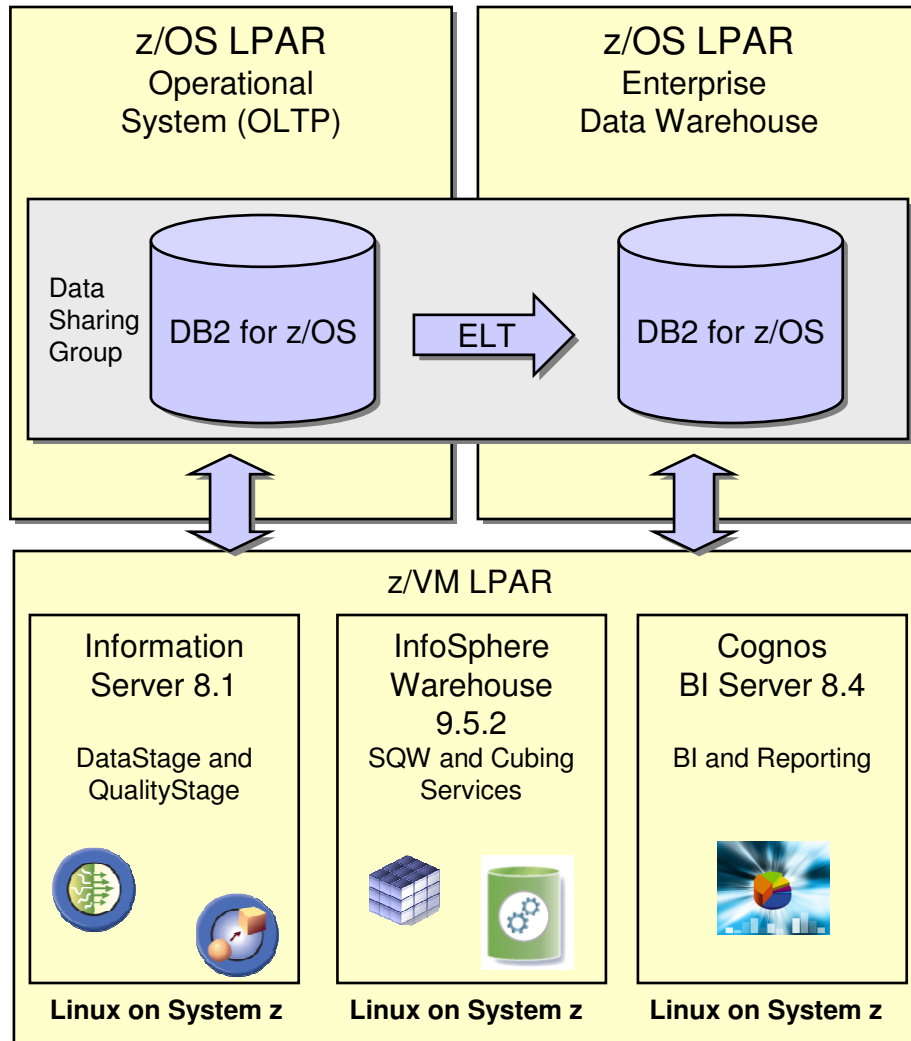 z/OS LPAR
Operational
System (OLTP)
z/OS LPAR
Enterprise
Data Warehouse
Data
Sharing
Group
DB2 for z/OS
ELT
DB2 for z/OS
z/VM LPAR
Information
Server 8.1
DataStage and
QualityStage
Linux on System z
InfoSphere
Warehouse
9.5.2
SQW and Cubing
Services
Linux on System z
Cognos
BI Server 8.4
BI and Reporting
Linux on System z